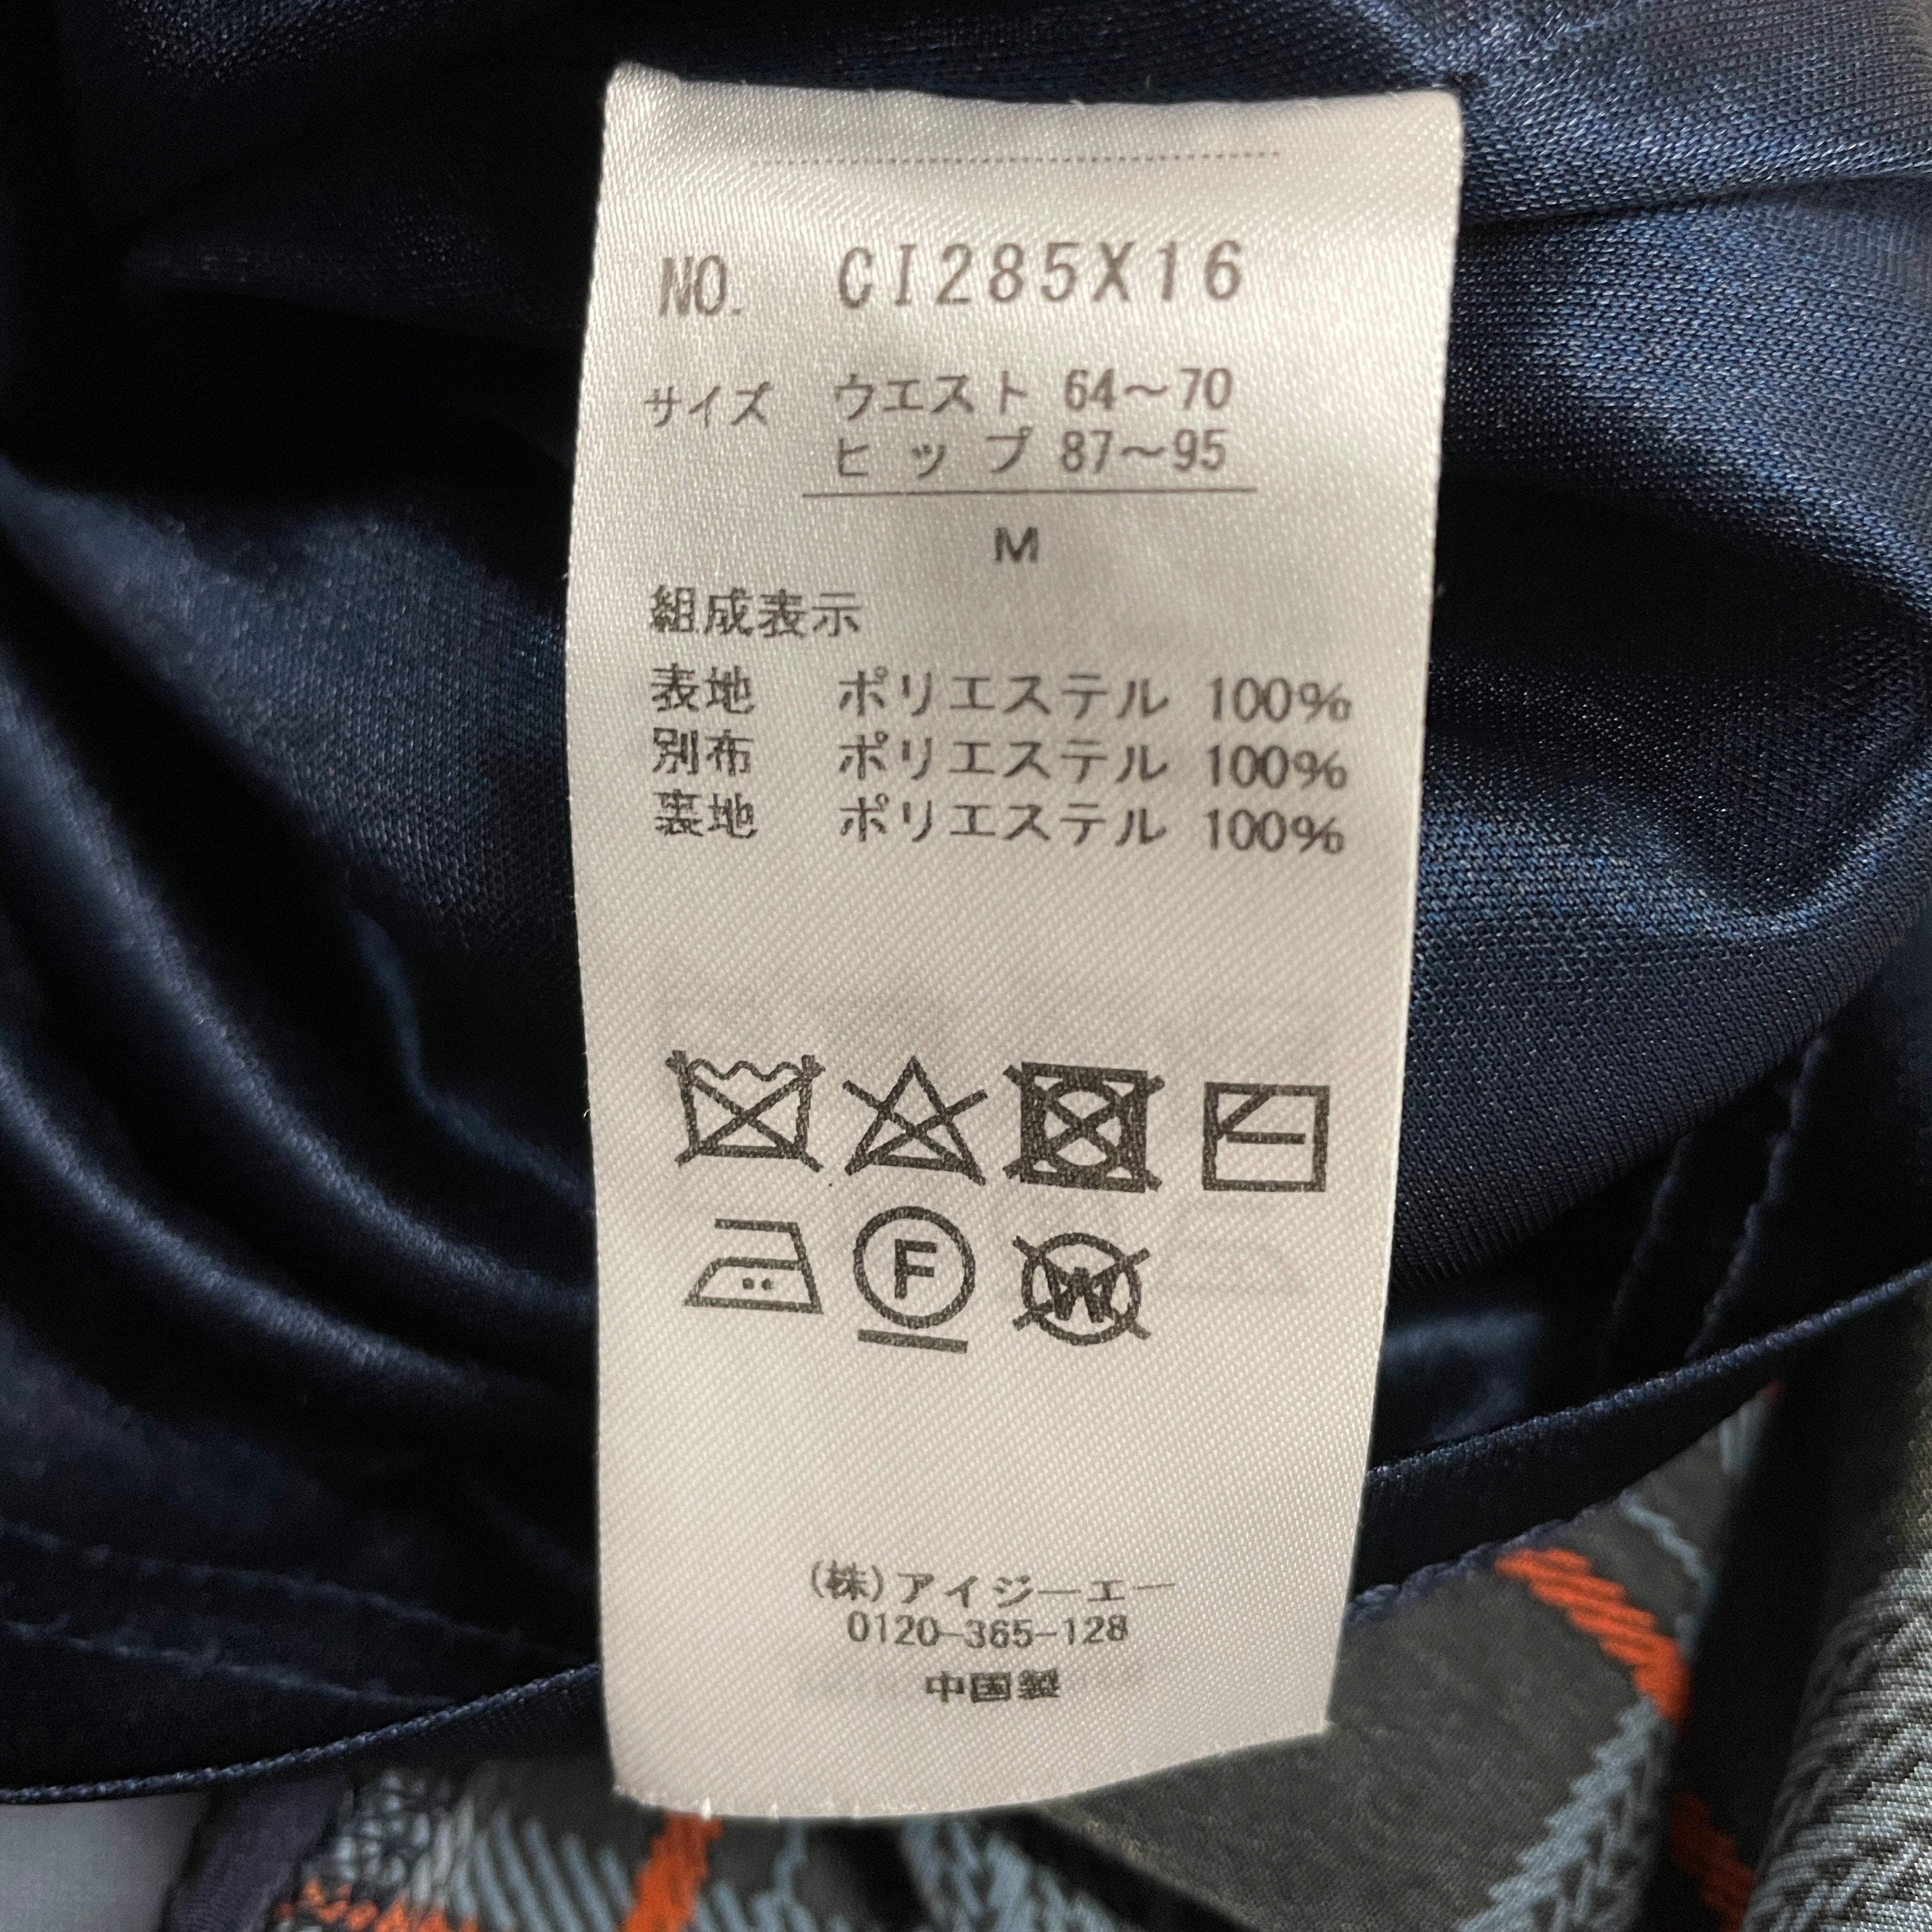 NO. CI285X16
サイズ ウエスト 64～70
ヒップ 87～95
M
組成表示
表地 ポリエステル 100%
別布 ポリエステル 100%
裏地 ポリエステル 100%
F
W
(株)アイジーエー
0120-365-128
中国製